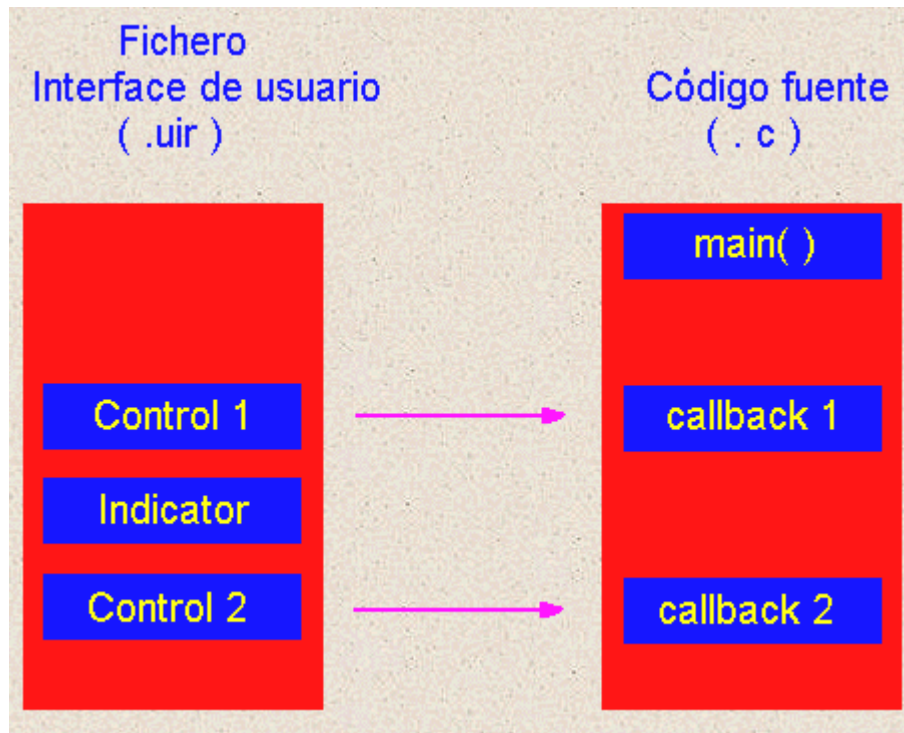 Fichero
Interface de usuario
( .uir )
Código fuente
( . c )
main( )
Control 1
callback 1
Indicator
Control 2
callback 2